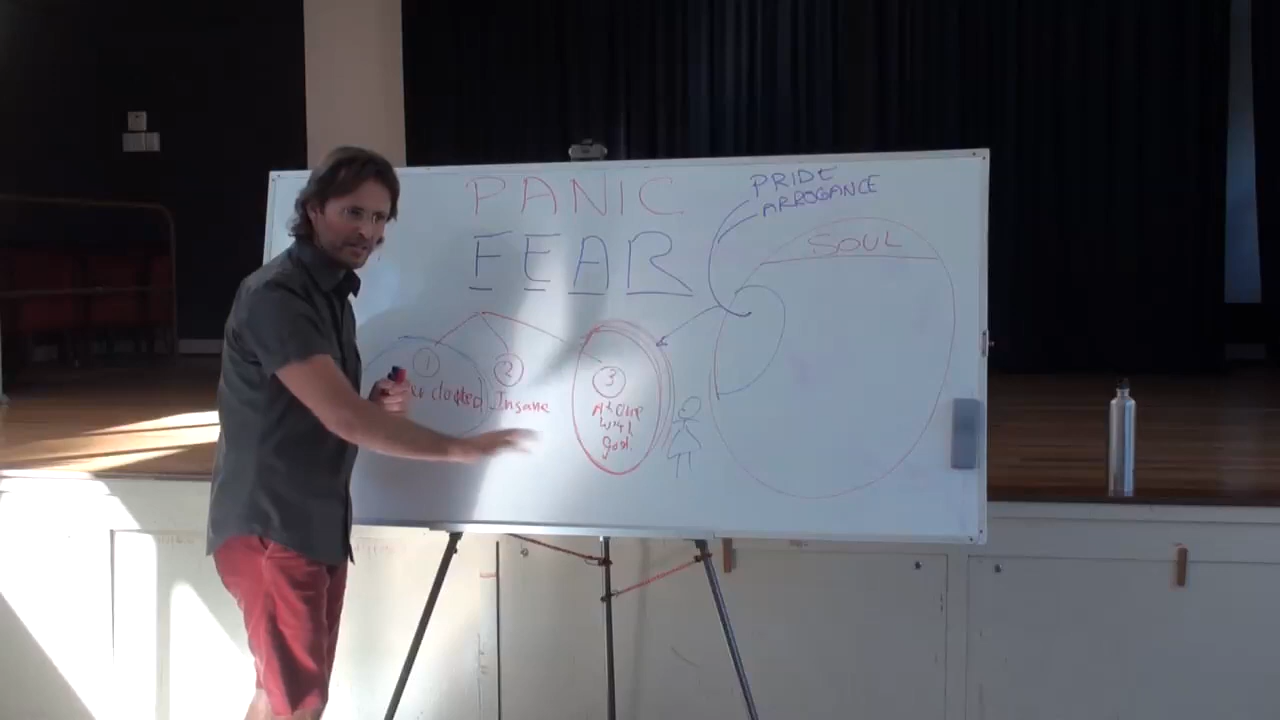 PANIC
FEAR
PRIDE
ARROGANCE
SOUL
1
2
Insane
3
At One
With
God.